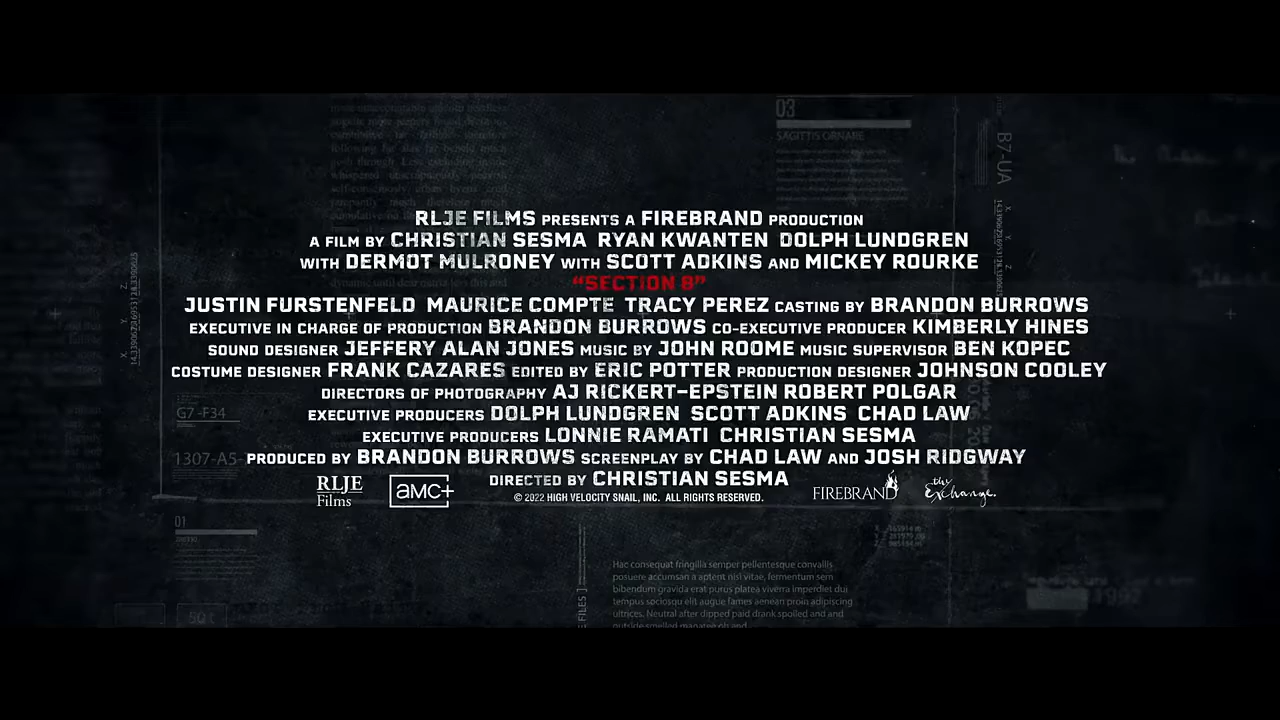 03
SAGITTIS ORNARE
B7-UA
RLJE FILMS PRESENTS A FIREBRAND PRODUCTION
A FILM BY CHRISTIAN SESMA RYAN KWANTEN DOLPH LUNDGREN
WITH DERMOT MULRONEY WITH SCOTT ADKINS AND MICKEY ROURKE
"SECTION 8"
JUSTIN FURSTENFELD MAURICE COMPTE TRACY PEREZ CASTING BY BRANDON BURROWS
EXECUTIVE IN CHARGE OF PRODUCTION BRANDON BURROWS CO-EXECUTIVE PRODUCER KIMBERLY HINES
SOUND DESIGNER JEFFERY ALAN JONES MUSIC BY JOHN ROOME MUSIC SUPERVISOR BEN KOPEC
COSTUME DESIGNER FRANK CAZARES EDITED BY ERIC POTTER PRODUCTION DESIGNER JOHNSON COOLEY
DIRECTORS OF PHOTOGRAPHY AJ RICKERT-EPSTEIN ROBERT POLGAR
EXECUTIVE PRODUCERS DOLPH LUNDGREN SCOTT ADKINS CHAD LAW
G7-F34
EXECUTIVE PRODUCERS LONNIE RAMATI CHRISTIAN SESMA
1307-A5-
PRODUCED BY BRANDON BURROWS SCREENPLAY BY CHAD LAW AND JOSH RIDGWAY
DIRECTED BY CHRISTIAN SESMA
RLJE Films
amc+
© 2022 HIGH VELOCITY SNAIL, INC. ALL RIGHTS RESERVED.
FIREBRAND
the Exchange.
01
Hac consequat fringilla semper pellentesque convallis
posuere accumsan a aptent nisl vitae, fermentum sem
bibendum gravida erat purus platea viverra imperdiet dui
tempus sociosqu elit augue fames aenean proin adipiscing
ultrices. Neutral after dipped paid drank spoiled and and